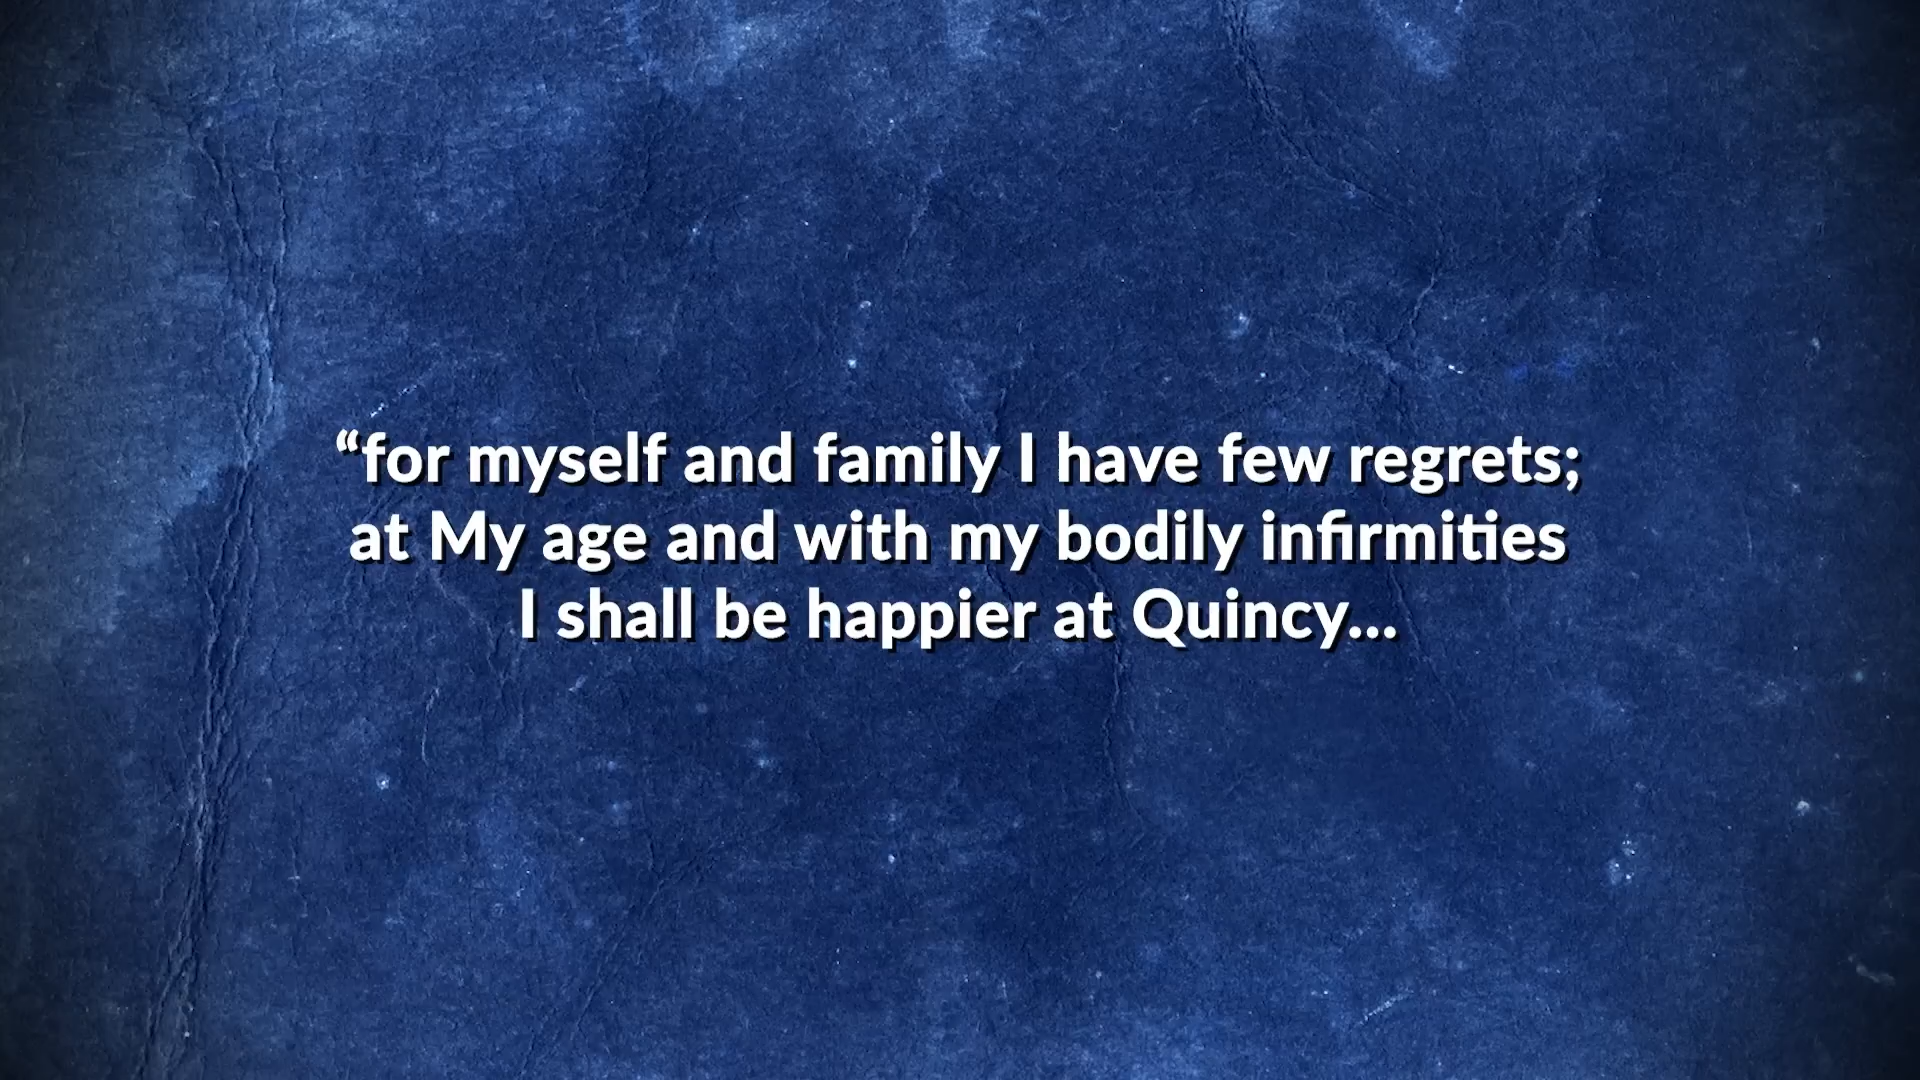 “for myself and family I have few regrets;
at My age and with my bodily infirmities
I shall be happier at Quincy...